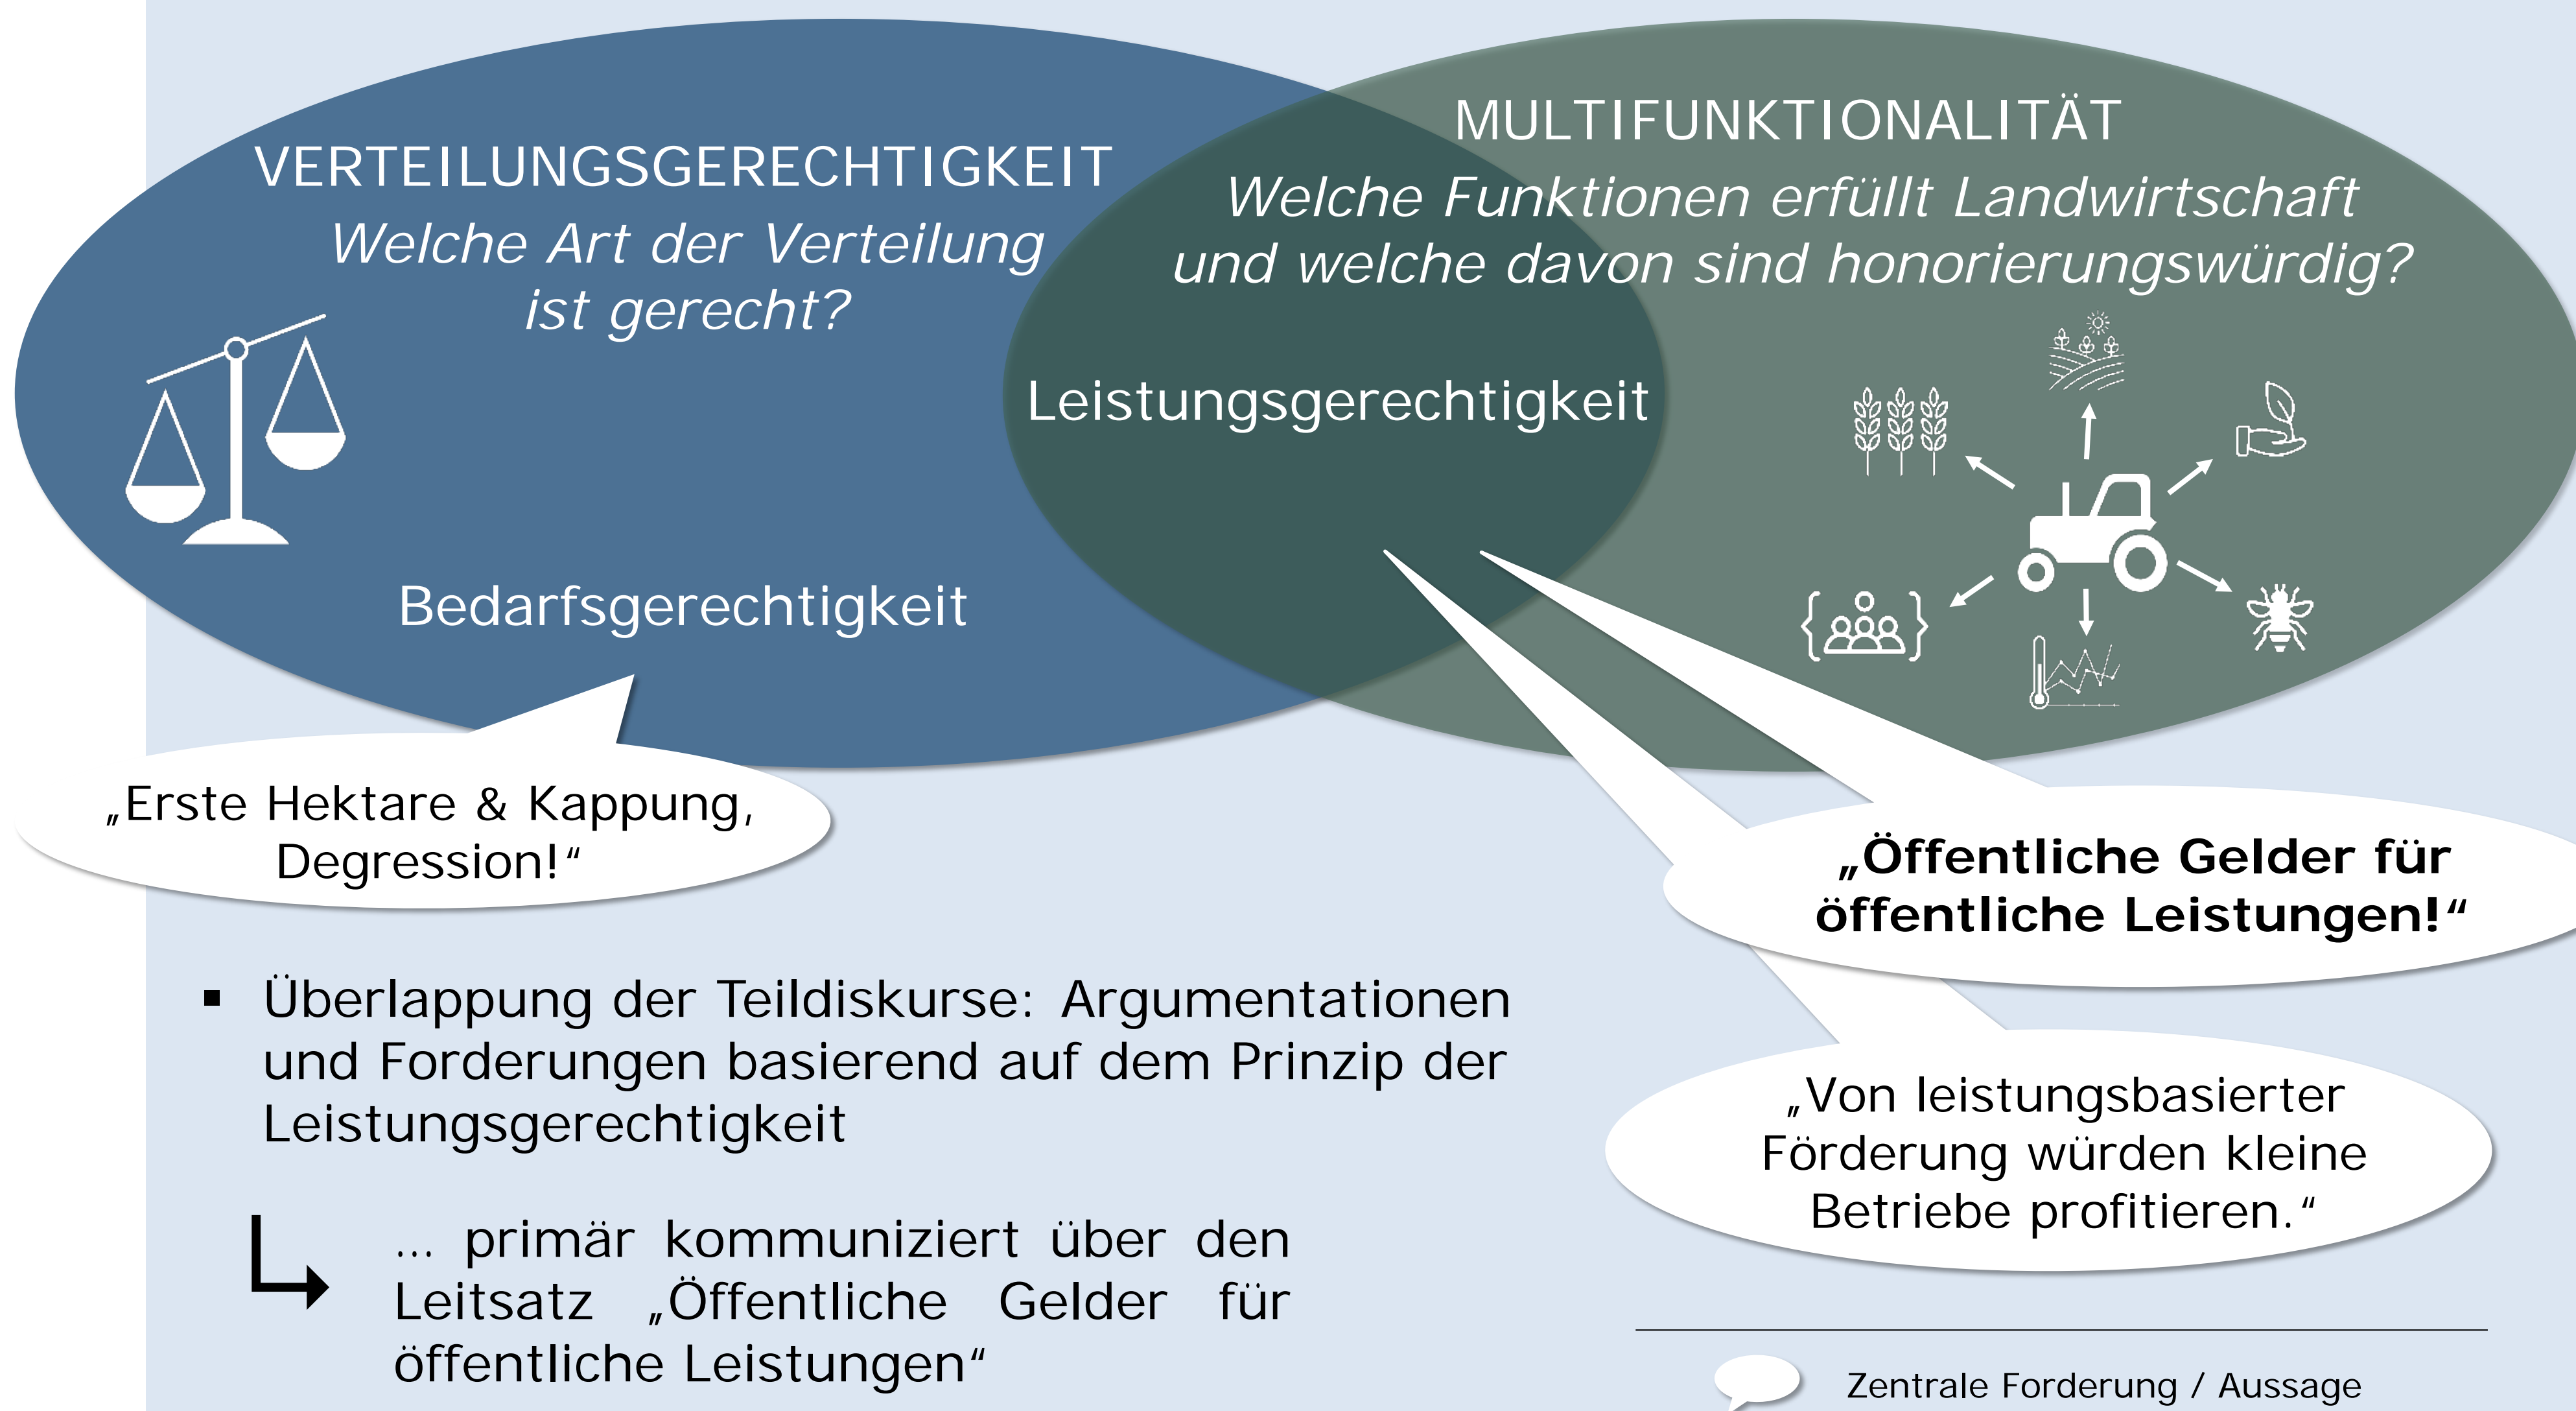 VERTEILUNGSGERECHTIGKEIT
Welche Art der Verteilung
ist gerecht?
Bedarfsgerechtigkeit
Leistungsgerechtigkeit
MULTIFUNKTIONALITÄT
Welche Funktionen erfüllt Landwirtschaft
und welche davon sind honorierungswürdig?
„Erste Hektare & Kappung,
Degression!“
„Öffentliche Gelder für
öffentliche Leistungen!“
„Von leistungsbasierter
Förderung würden kleine
Betriebe profitieren.“
▪ Überlappung der Teildiskurse: Argumentationen
und Forderungen basierend auf dem Prinzip der
Leistungsgerechtigkeit
... primär kommuniziert über den
Leitsatz „Öffentliche Gelder für
öffentliche Leistungen“
Zentrale Forderung / Aussage